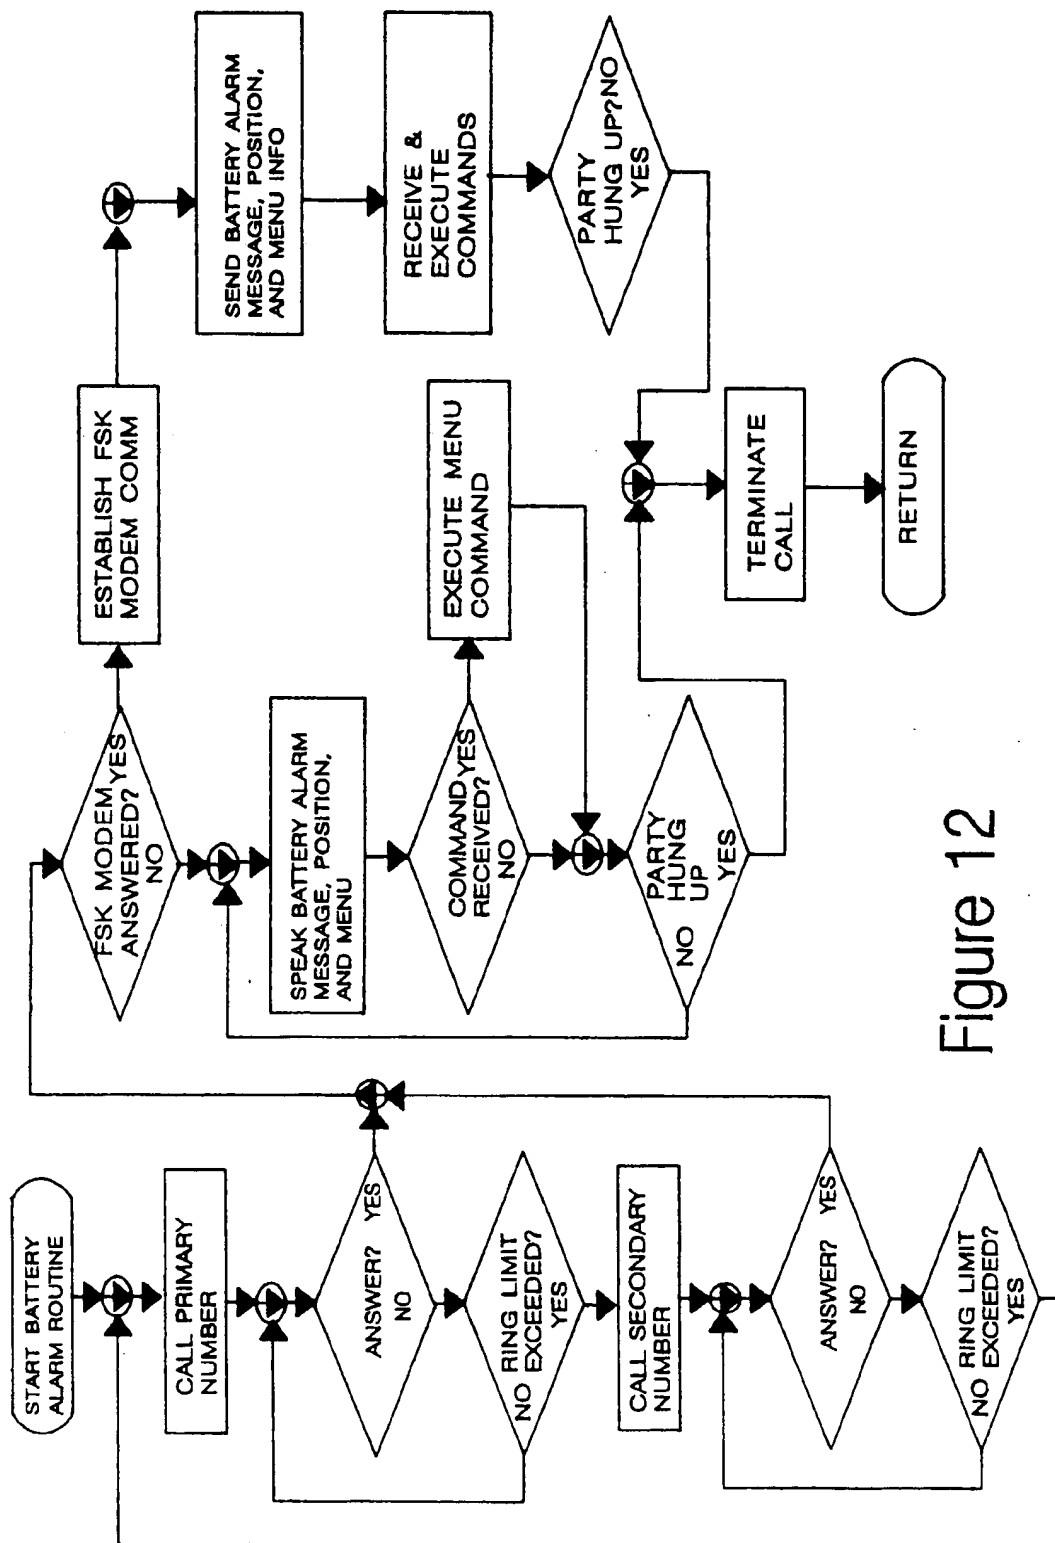 START BATTERY
ALARM ROUTINE
CALL PRIMARY
NUMBER
ANSWER? YES
NO
NO RING LIMIT
EXCEEDED?
YES
CALL SECONDARY
NUMBER
ANSWER? YES
NO
NO RING LIMIT
EXCEEDED?
YES
FSK MODEM YES
ANSWERED?
NO
SPEAK BATTERY ALARM
MESSAGE, POSITION,
AND MENU
COMMAND YES
RECEIVED?
NO
PARTY
HUNG
NO UP
YES
ESTABLISH FSK
MODEM COMM
EXECUTE MENU
COMMAND
SEND BATTERY ALARM
MESSAGE, POSITION,
AND MENU INFO
RECEIVE &
EXECUTE
COMMANDS
PARTY
HUNG UP?NO
YES
TERMINATE
CALL
RETURN
Figure 12